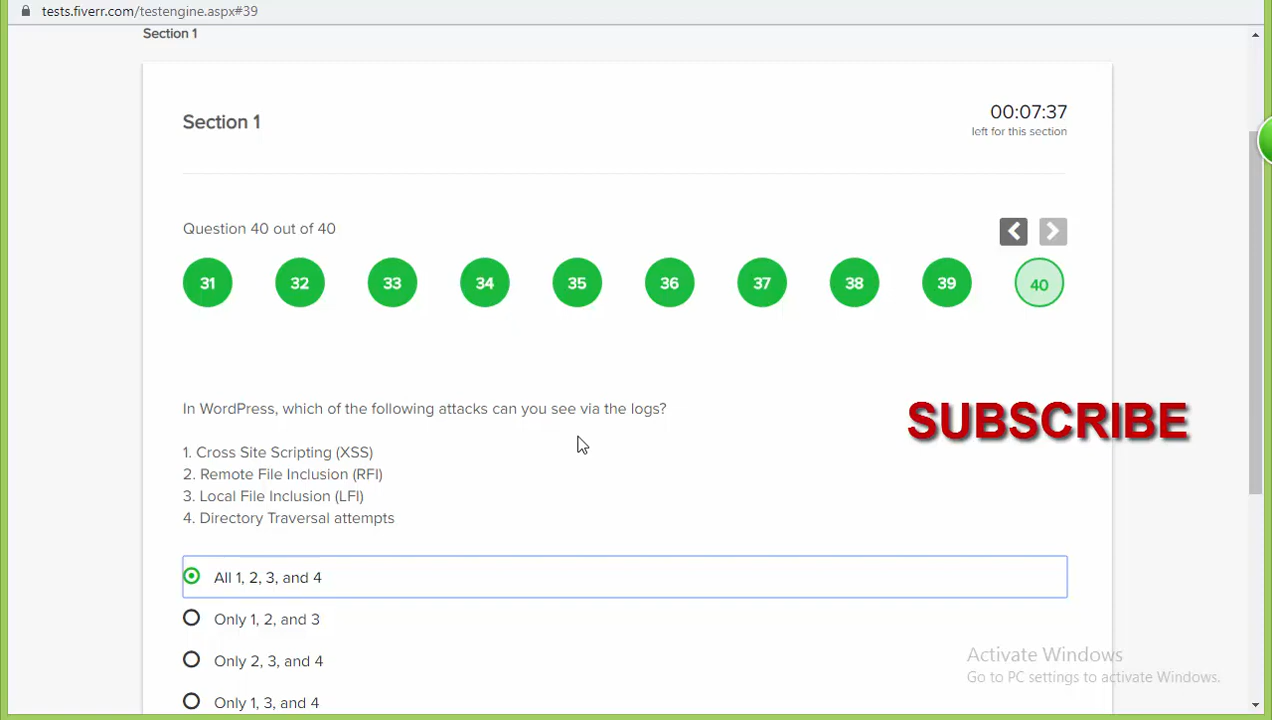 tests.fiverr.com/testengine.aspx#39
Section 1
Section 1
00:07:37
left for this section
Question 40 out of 40
31 32 33 34 35 36 37 38 39 40
In WordPress, which of the following attacks can you see via the logs?
SUBSCRIBE
1. Cross Site Scripting (XSS)
2. Remote File Inclusion (RFI)
3. Local File Inclusion (LFI)
4. Directory Traversal attempts
All 1, 2, 3, and 4
Only 1, 2, and 3
Only 2, 3, and 4
Only 1, 3, and 4
Activate Windows
Go to PC settings to activate Windows.